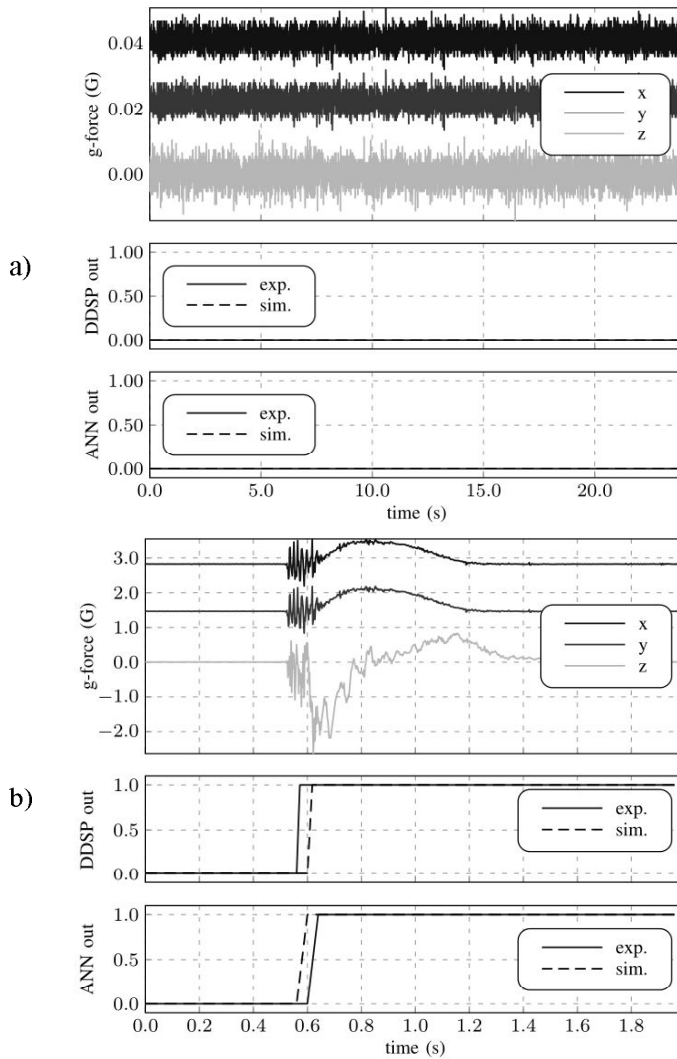 a)
g-force (G)
0.04
0.02
0.00
x
y
z
DDSP out
1.00
0.50
0.00
exp.
sim.
ANN out
1.00
0.50
0.00
exp.
sim.
0.0 5.0 10.0 15.0 20.0
time (s)
b)
g-force (G)
3.0
2.0
1.0
0.0
−1.0
−2.0
x
y
z
DDSP out
1.0
0.5
0.0
exp.
sim.
ANN out
1.0
0.5
0.0
exp.
sim.
0.0 0.2 0.4 0.6 0.8 1.0 1.2 1.4 1.6 1.8
time (s)